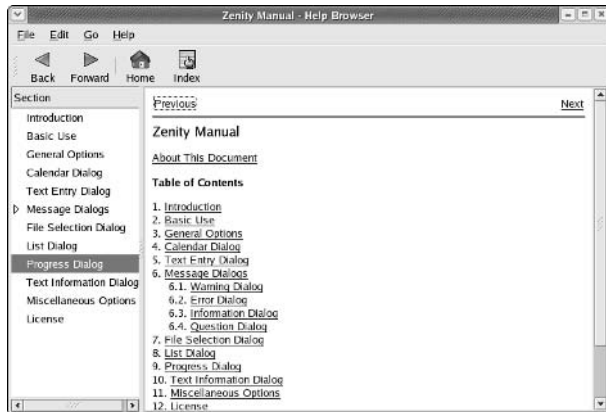 Zenity Manual - Help Browser
File Edit Go Help
Back Forward Home Index
Section
Introduction
Basic Use
General Options
Calendar Dialog
Text Entry Dialog
Message Dialogs
File Selection Dialog
List Dialog
Progress Dialog
Text Information Dialog
Miscellaneous Options
License
Previous Next
Zenity Manual
About This Document
Table of Contents
1. Introduction
2. Basic Use
3. General Options
4. Calendar Dialog
5. Text Entry Dialog
6. Message Dialogs
6.1. Warning Dialog
6.2. Error Dialog
6.3. Information Dialog
6.4. Question Dialog
7. File Selection Dialog
8. List Dialog
9. Progress Dialog
10. Text Information Dialog
11. Miscellaneous Options
12. License